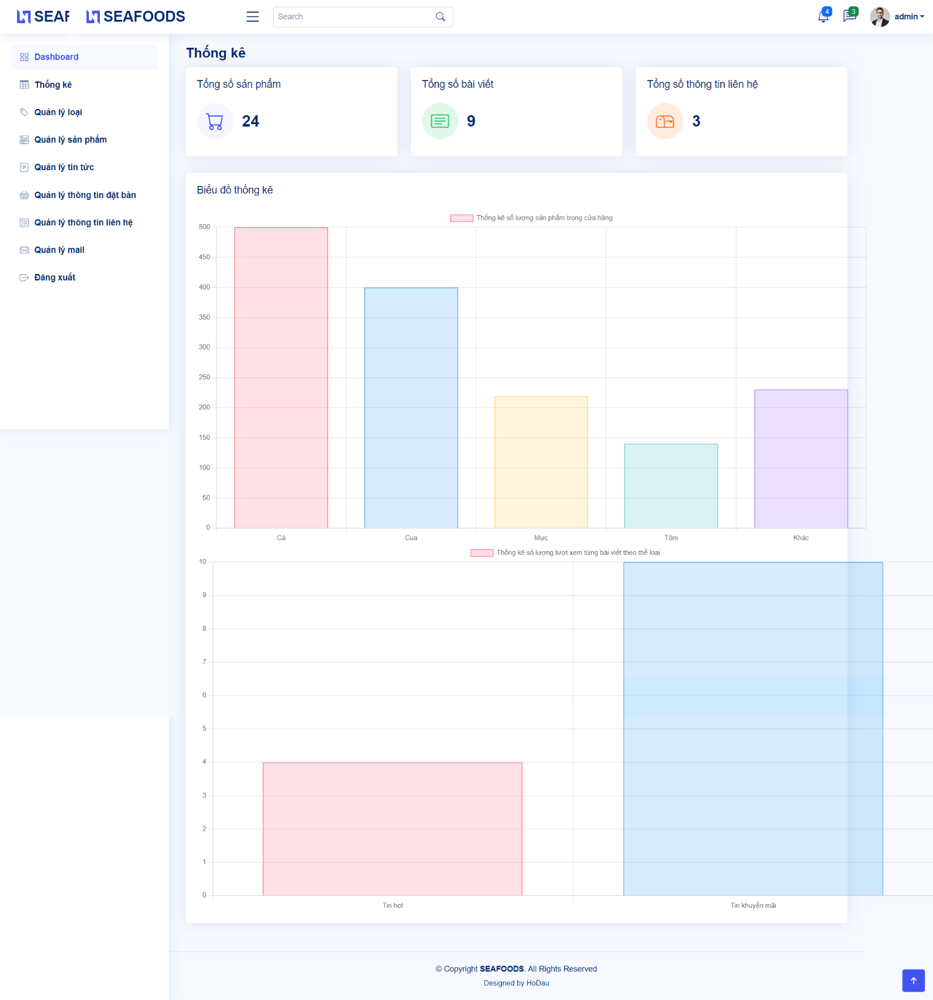 SEAF
SEAFOODS
Search
4
3
admin
Dashboard
Thống kê
Quản lý loại
Quản lý sản phẩm
Quản lý tin tức
Quản lý thông tin đặt bàn
Quản lý thông tin liên hệ
Quản lý mail
Đăng xuất
Thống kê
Tổng số sản phẩm
24
Tổng số bài viết
9
Tổng số thông tin liên hệ
3
Biểu đồ thống kê
Thống kê số lượng sản phẩm trong cửa hàng
500
450
400
350
300
250
200
150
100
50
0
Cá
Cua
Mực
Tôm
Khác
Thống kê số lượng lượt xem từng bài viết theo thể loại
10
9
8
7
6
5
4
3
2
1
0
Tin hot
Tin khuyến mãi
© Copyright SEAFOODS. All Rights Reserved
Designed by HoDau